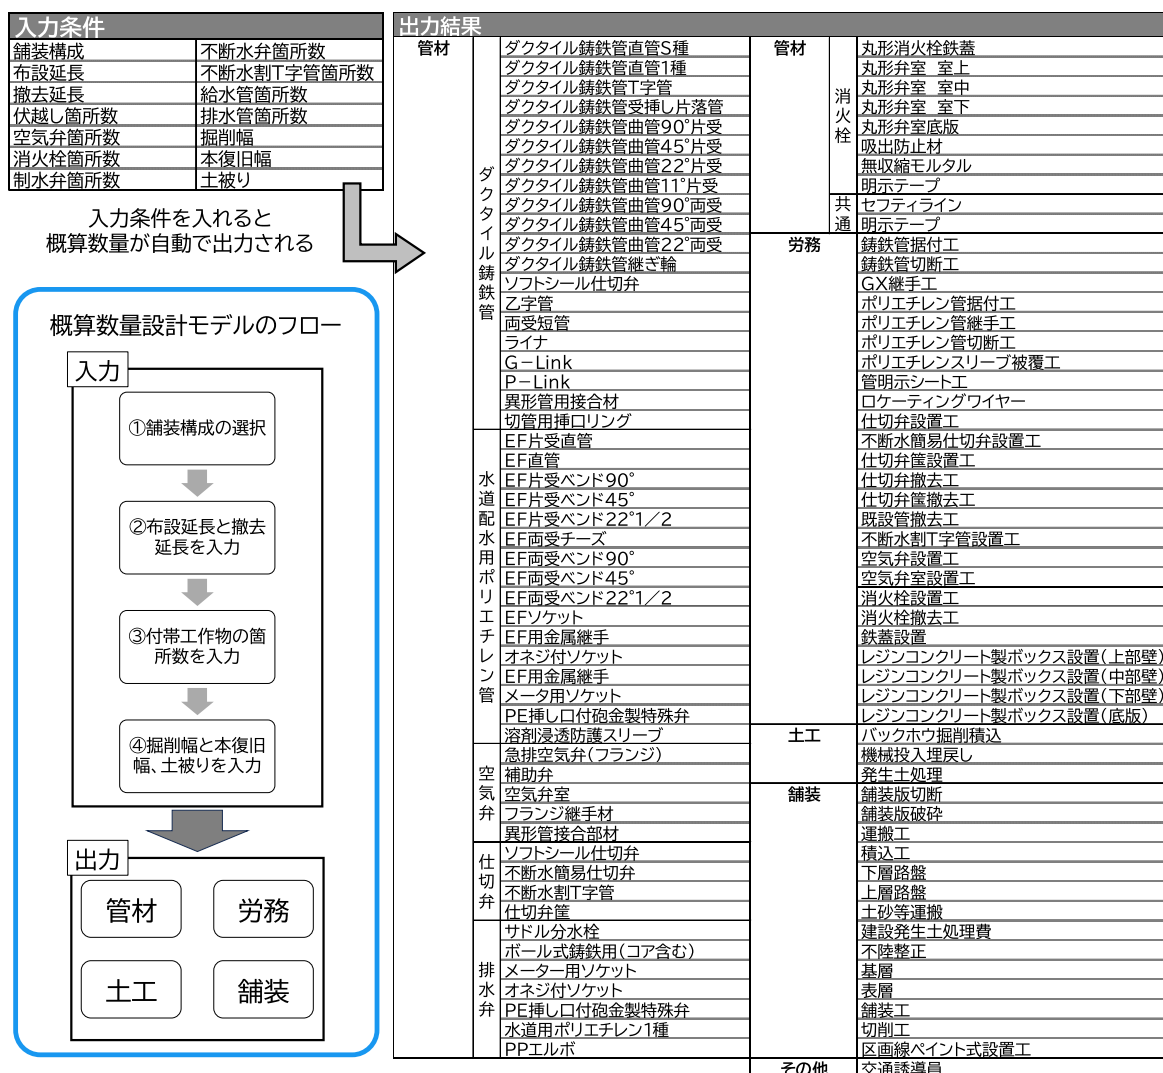 入力条件
舗装構成 不断水弁箇所数
布設延長 不断水割T字管箇所数
撤去延長 給水管箇所数
伏越し箇所数 排水管箇所数
空気弁箇所数 掘削幅
消火栓箇所数 本復旧幅
制水弁箇所数 土被り
入力条件を入れると
概算数量が自動で出力される
概算数量設計モデルのフロー
入力
①舗装構成の選択
②布設延長と撤去
延長を入力
③付帯工作物の箇
所数を入力
④掘削幅と本復旧
幅、土被りを入力
出力
管材 労務
土工 舗装
出力結果
管材
ダクタイル鋳鉄管
ダクタイル鋳鉄管直管S種
ダクタイル鋳鉄管直管1種
ダクタイル鋳鉄管T字管
ダクタイル鋳鉄管受挿し片落管
ダクタイル鋳鉄管曲管90°片受
ダクタイル鋳鉄管曲管45°片受
ダクタイル鋳鉄管曲管22°片受
ダクタイル鋳鉄管曲管11°片受
ダクタイル鋳鉄管曲管90°両受
ダクタイル鋳鉄管曲管45°両受
ダクタイル鋳鉄管曲管22°両受
ダクタイル鋳鉄管継ぎ輪
ソフトシール仕切弁
乙字管
両受短管
ライナ
G－Link
P－Link
異形管用接合材
切管用挿口リング
水道配水用ポリエチレン管
EF片受直管
EF直管
EF片受ベンド90°
EF片受ベンド45°
EF片受ベンド22°1／2
EF両受チーズ
EF両受ベンド90°
EF両受ベンド45°
EF両受ベンド22°1／2
EFソケット
EF用金属継手
オネジ付ソケット
EF用金属継手
メータ用ソケット
PE挿し口付砲金製特殊弁
溶剤浸透防護スリーブ
空気弁
急排空気弁（フランジ）
補助弁
空気弁室
フランジ継手材
異形管接合部材
仕切弁
ソフトシール仕切弁
不断水簡易仕切弁
不断水割T字管
仕切弁筐
排水弁
サドル分水栓
ボール式鋳鉄用（コア含む）
メーター用ソケット
オネジ付ソケット
PE挿し口付砲金製特殊弁
水道用ポリエチレン1種
PPエルボ
管材
消火栓
丸形消火栓鉄蓋
丸形弁室　室上
丸形弁室　室中
丸形弁室　室下
丸形弁室底版
吸出防止材
無収縮モルタル
明示テープ
共通
セフティライン
明示テープ
労務
鋳鉄管据付工
鋳鉄管切断工
GX継手工
ポリエチレン管据付工
ポリエチレン管継手工
ポリエチレン管切断工
ポリエチレンスリーブ被覆工
管明示シート工
ロケーティングワイヤー
仕切弁設置工
不断水簡易仕切弁設置工
仕切弁筐設置工
仕切弁撤去工
仕切弁筐撤去工
既設管撤去工
不断水割T字管設置工
空気弁設置工
空気弁室設置工
消火栓設置工
消火栓撤去工
鉄蓋設置
レジンコンクリート製ボックス設置（上部壁）
レジンコンクリート製ボックス設置（中部壁）
レジンコンクリート製ボックス設置（下部壁）
レジンコンクリート製ボックス設置（底版）
土工
バックホウ掘削積込
機械投入埋戻し
発生土処理
舗装
舗装版切断
舗装版破砕
運搬工
積込工
下層路盤
上層路盤
土砂等運搬
建設発生土処理費
不陸整正
基層
表層
舗装工
切削工
区画線ペイント式設置工
その他
交通誘導員